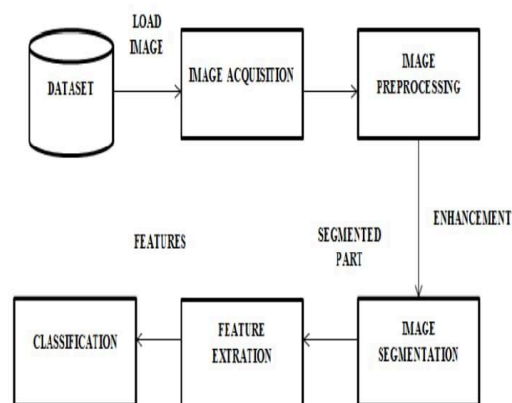 LOAD
IMAGE
DATASET
IMAGE ACQUISITION
IMAGE
PREPROCESSING
ENHANCEMENT
SEGMENTED
PART
FEATURES
IMAGE
SEGMENTATION
FEATURE
EXTRATION
CLASSIFICATION